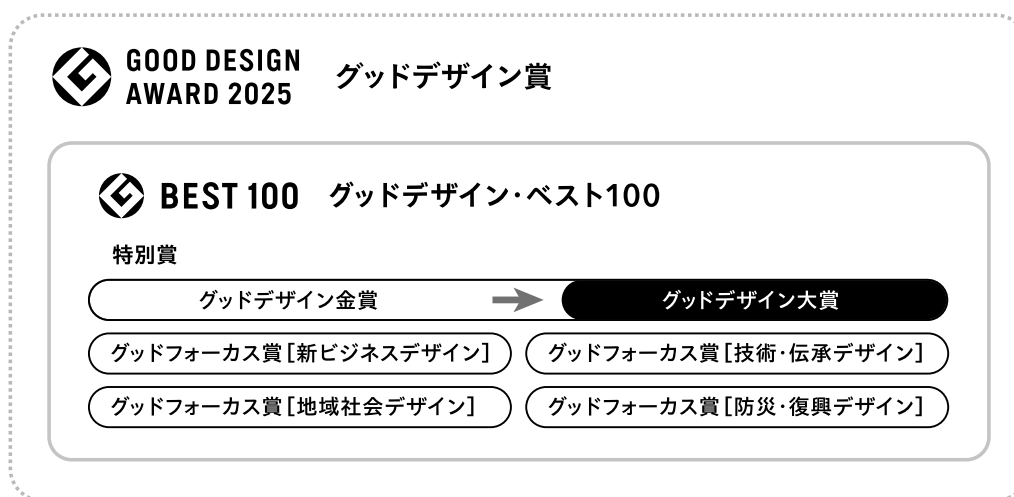 GOOD DESIGN
AWARD 2025
グッドデザイン賞
BEST 100
グッドデザイン・ベスト100
特別賞
グッドデザイン金賞
グッドデザイン大賞
グッドフォーカス賞［新ビジネスデザイン］
グッドフォーカス賞［技術・伝承デザイン］
グッドフォーカス賞［地域社会デザイン］
グッドフォーカス賞［防災・復興デザイン］